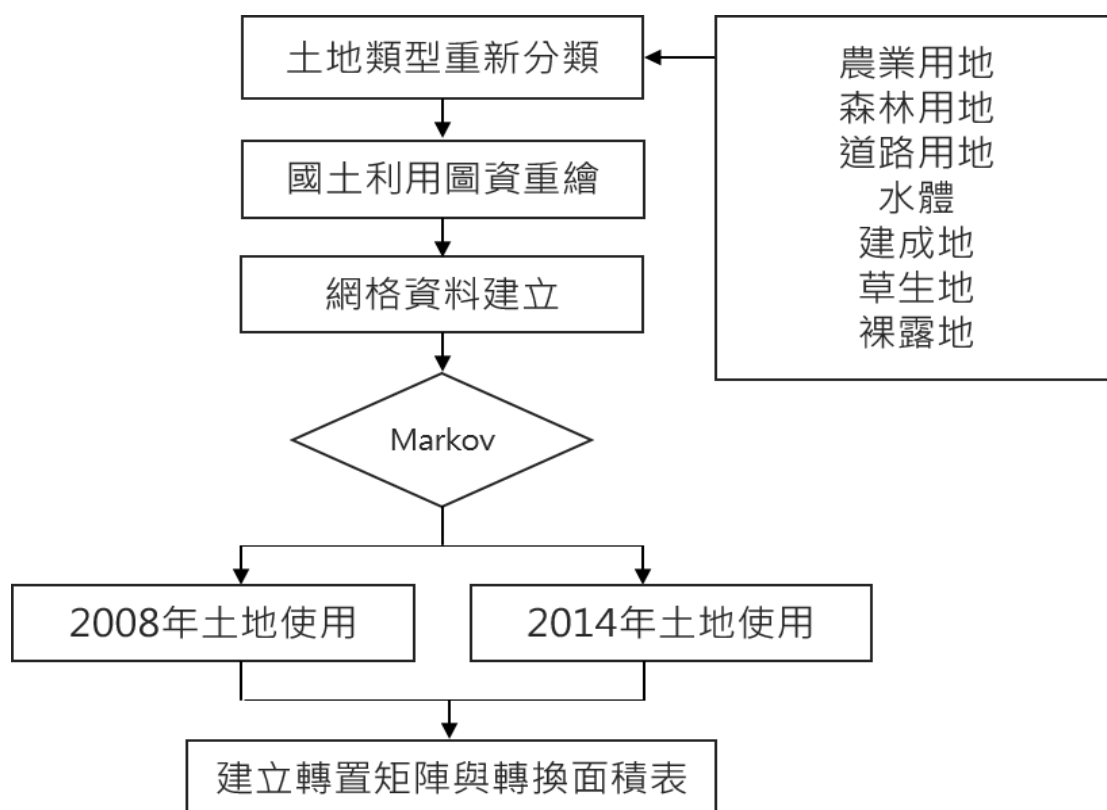 土地類型重新分類
農業用地
森林用地
道路用地
水體
建成地
草生地
裸露地
國土利用圖資重繪
網格資料建立
Markov
2008年土地使用
2014年土地使用
建立轉置矩陣與轉換面積表